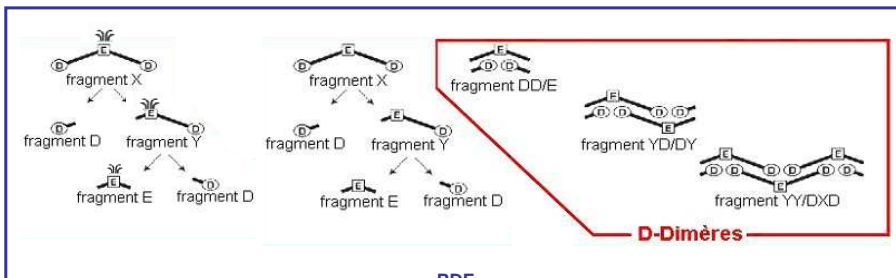 E
D D
fragment X
D E D
fragment D fragment Y
E D
fragment E fragment D
E
D D
fragment X
D E D
fragment D fragment Y
E D
fragment E fragment D
E
D D
fragment DD/E
E D D
D D E
fragment YD/DY
E D D E
D D E D D
fragment YY/DXD
D-Dimères